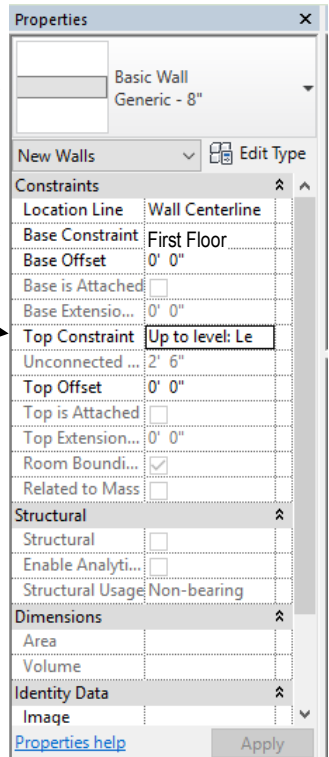 Properties ×
Basic Wall
Generic - 8"
New Walls Edit Type
Constraints
Location Line Wall Centerline
Base Constraint First Floor
Base Offset 0' 0"
Base is Attached
Base Extensio... 0' 0"
Top Constraint Up to level: Le
Unconnected ... 2' 6"
Top Offset 0' 0"
Top is Attached
Top Extension... 0' 0"
Room Boundi...
Related to Mass
Structural
Structural
Enable Analyti...
Structural Usage Non-bearing
Dimensions
Area
Volume
Identity Data
Image
Properties help Apply